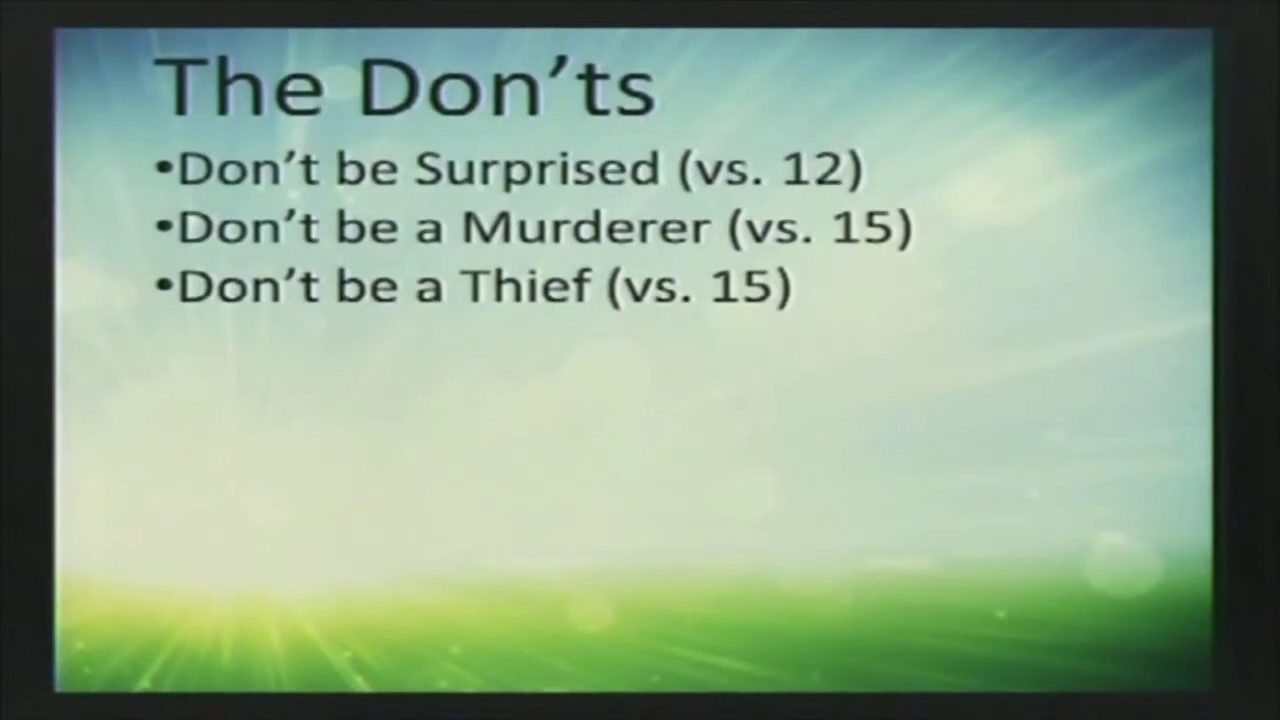 The Don'ts
•Don't be Surprised (vs. 12)
•Don't be a Murderer (vs. 15)
•Don't be a Thief (vs. 15)